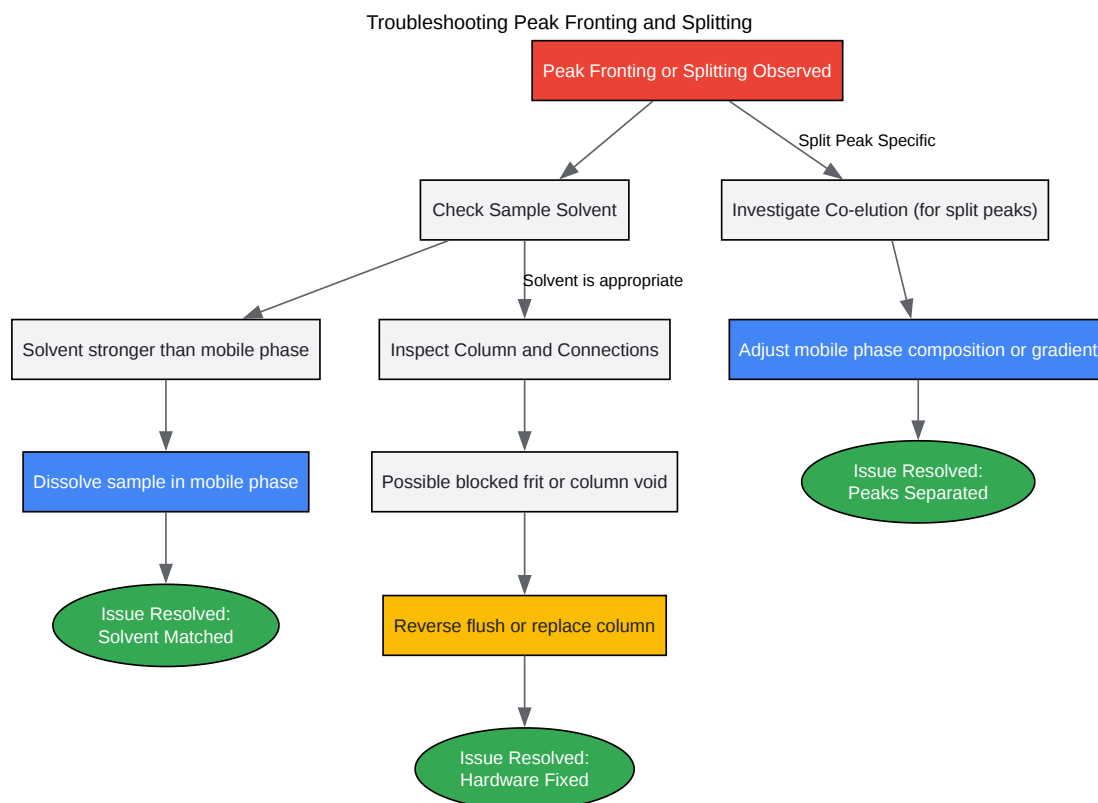 Troubleshooting Peak Fronting and Splitting
Peak Fronting or Splitting Observed
Split Peak Specific
Check Sample Solvent
Investigate Co-elution (for split peaks)
Solvent is appropriate
Solvent stronger than mobile phase
Inspect Column and Connections
Adjust mobile phase composition or gradient
Dissolve sample in mobile phase
Possible blocked frit or column void
Issue Resolved:
Peaks Separated
Issue Resolved:
Solvent Matched
Reverse flush or replace column
Issue Resolved:
Hardware Fixed